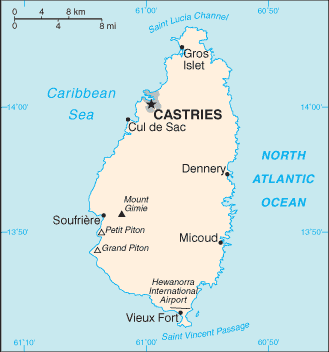 61°00'
60°50'
0 4 8 km
0 4 8 mi
Saint Lucia Channel
Gros
Islet
Caribbean
Sea
14°00'
14°00'
CASTRIES
Cul de Sac
NORTH
ATLANTIC
OCEAN
Dennery
Mount
Gimie
Soufrière
Petit Piton
13°50'
13°50'
Grand Piton
Micoud
Hewanorra
International
Airport
Vieux Fort
Saint Vincent Passage
61°10'
61°00'
60°50'